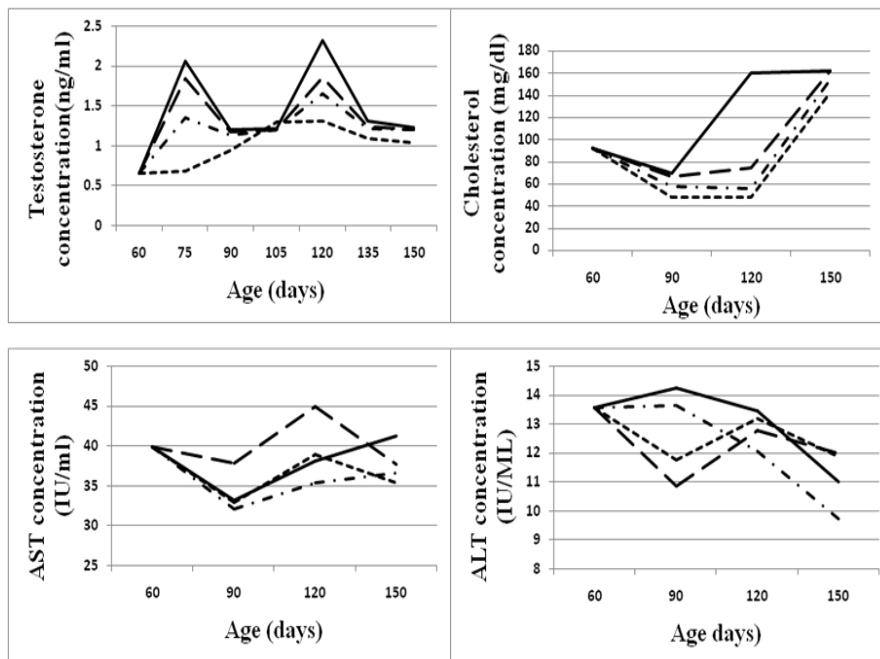 Testosterone
concentration(ng/ml)
2.5
2
1.5
1
0.5
0
60 75 90 105 120 135 150
Age (days)
Cholesterol
concentration (mg/dl)
180
160
140
120
100
80
60
40
20
0
60 90 120 150
Age (days)
AST concentration
(IU/ml)
50
45
40
35
30
25
60 90 120 150
Age (days)
ALT concentration
(IU/ML)
15
14
13
12
11
10
9
8
60 90 120 150
Age (days)